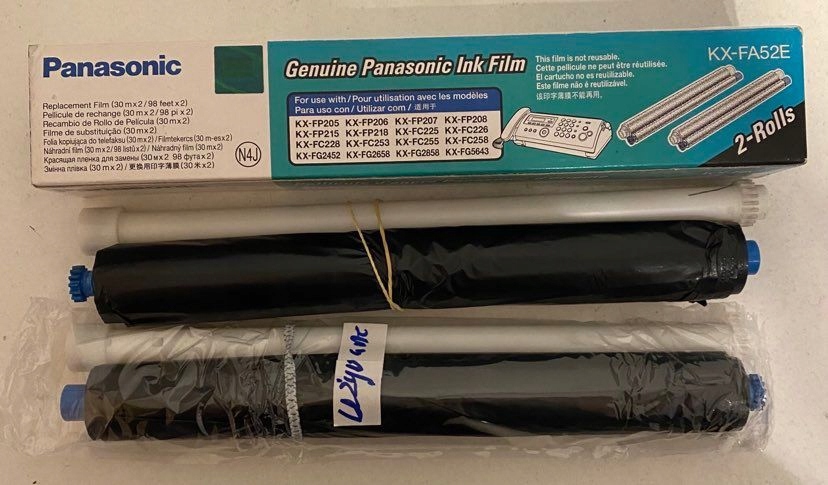 Panasonic
Replacement Film (30 m x 2 / 98 feet x 2)
Pellicule de rechange (30 m x 2 / 98 pi x 2)
Recambio de Rollo de Película (30 m x 2)
Filme de substituição (30 m x 2)
Folia kopiująca do telefaksu (30 m x 2) / Filmtekercs (30 m-es x 2)
Náhradní film (30 m x 2/98 listů x 2) / Náhradný film (30 m x 2)
Красящая пленка для замены (30 м x 2 98 фута x 2)
Змінна плівка (30 м x 2) / 更换用印字薄膜 (30 米 x 2)
N4J
Genuine Panasonic Ink Film
This film is not reusable.
Cette pellicule ne peut être réutilisée.
El cartucho no es reuilizable.
Este filme não é reutilizável.
该印字薄膜不能再用。
KX-FA52E
For use with / Pour utilisation avec les modèles
Para uso con / Utilizar com / 适用于
KX-FP205 KX-FP206 KX-FP207 KX-FP208
KX-FP215 KX-FP218 KX-FC225 KX-FC226
KX-FC228 KX-FC253 KX-FC255 KX-FC258
KX-FG2452 KX-FG2658 KX-FG2858 KX-FG5643
2-Rolls